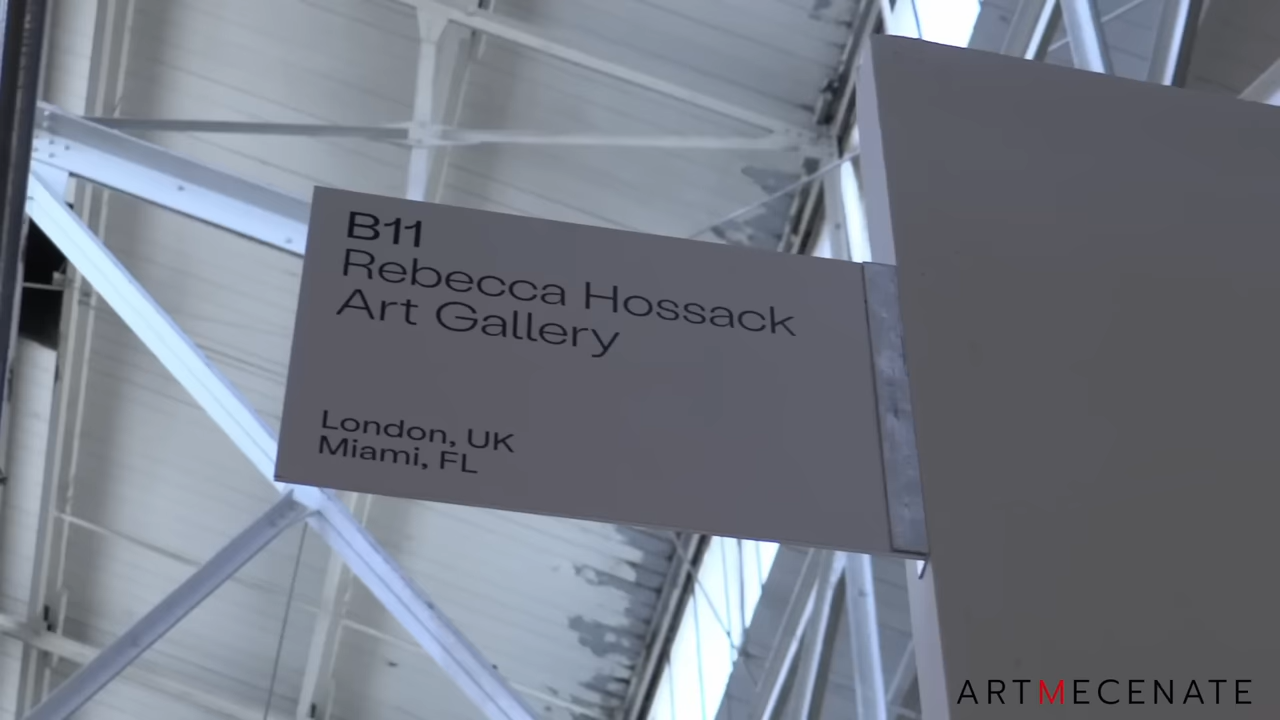 B11
Rebecca Hossack
Art Gallery
London, UK
Miami, FL
ARTMECENATE